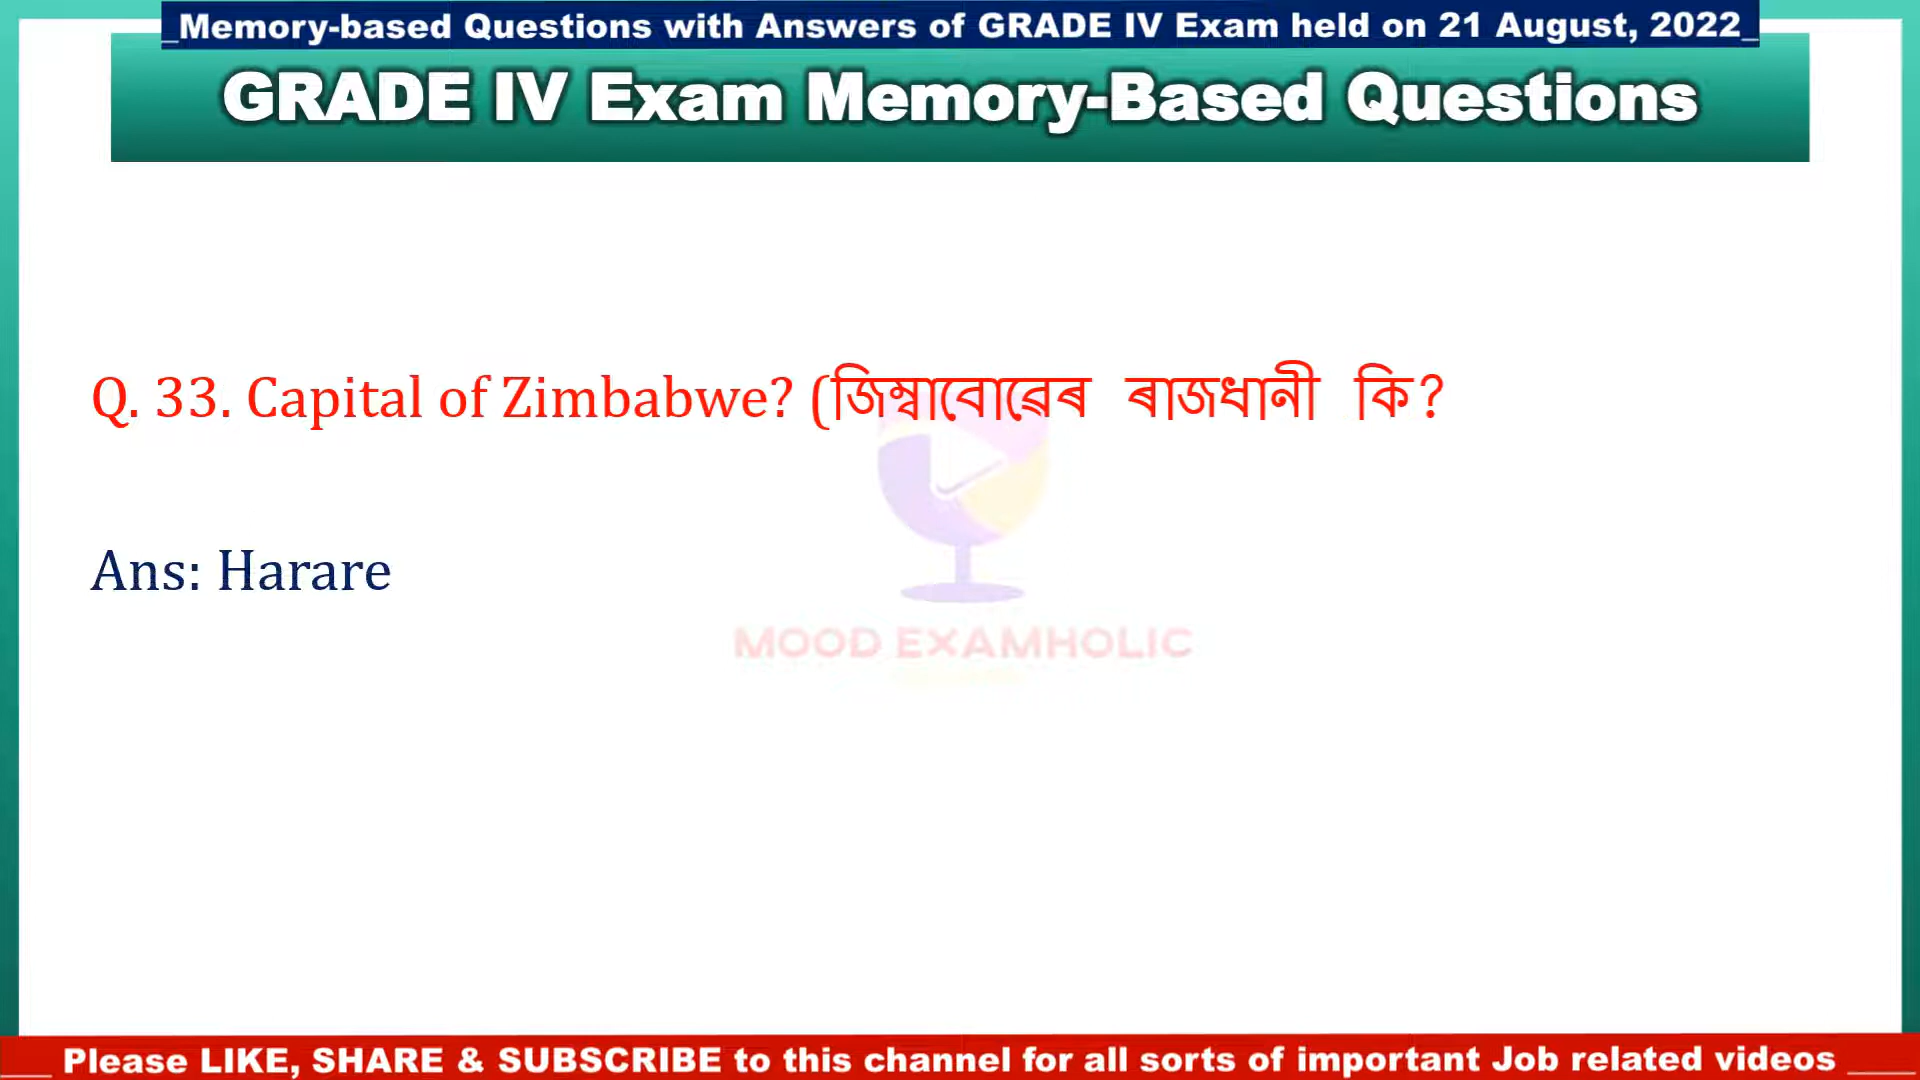 _Memory-based Questions with Answers of GRADE IV Exam held on 21 August, 2022_
GRADE IV Exam Memory-Based Questions
Q. 33. Capital of Zimbabwe? (জিম্বাবোৱেৰ ৰাজধানী কি?
Ans: Harare
MOOD EXAMHOLIC
___ Please LIKE, SHARE & SUBSCRIBE to this channel for all sorts of important Job related videos ____